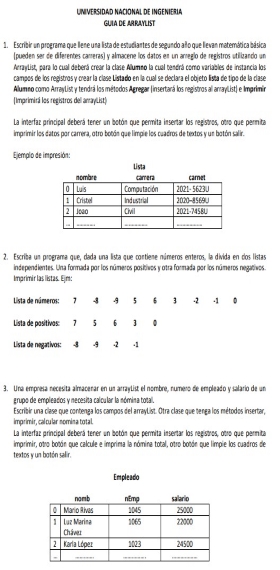 UNIVERSIDAD NACIONAL DE INGENIERIA
GUIA DE ARRAYLIST
1. Escribir un programa que llene una lista de estudiantes de segundo año que llevan matemática básica
(pueden ser de diferentes carreras) y almacene los datos en un arreglo de registros utilizando un
ArrayList, para lo cual deberá crear la clase Alumno la cual tendrá como variables de instancia los
campos de los registros y crear la clase Listado en la cual se declara el objeto lista de tipo de la clase
Alumno como ArrayList y tendrá los métodos Agregar (insertará los registros al arrayList) e Imprimir
(Imprimirá los registros del arrayList)
La interfaz principal deberá tener un botón que permita insertar los registros, otro que permita
imprimir los datos por carrera, otro botón que limpie los cuadros de textos y un botón salir.
Ejemplo de impresión:
Lista
nombre carrera carnet
0 Luis Computación 2021- 5623U
1 Cristel Industrial 2020-8569U
2 Joao Civil 2021-7458U
... ............ ............ ............
2. Escriba un programa que, dada una lista que contiene números enteros, la divida en dos listas
independientes. Una formada por los números positivos y otra formada por los números negativos.
Imprimir las listas. Ejm:
Lista de números: 7 -8 -9 5 6 3 -2 -1 0
Lista de positivos: 7 5 6 3 0
Lista de negativos: -8 -9 -2 -1
3. Una empresa necesita almacenar en un arrayList el nombre, numero de empleado y salario de un
grupo de empleados y necesita calcular la nómina total.
Escribir una clase que contenga los campos del arrayList. Otra clase que tenga los métodos insertar,
imprimir, calcular nomina total.
La interfaz principal deberá tener un botón que permita insertar los registros, otro que permita
imprimir, otro botón que calcule e imprima la nómina total, otro botón que limpie los cuadros de
textos y un botón salir.
Empleado
nomb nEmp salario
0 Mario Rivas 1045 25000
1 Luz Marina Chávez 1065 22000
2 Karla López 1023 24500
... ............ ............ ............